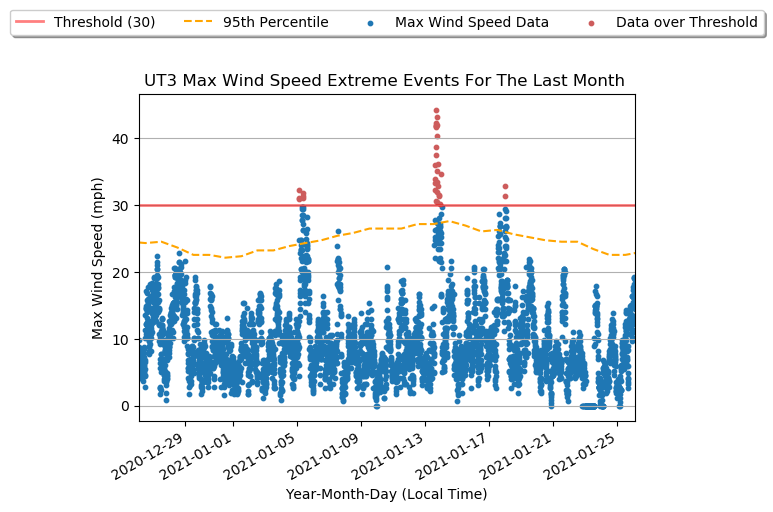 Threshold (30) 95th Percentile Max Wind Speed Data Data over Threshold
UT3 Max Wind Speed Extreme Events For The Last Month
Max Wind Speed (mph)
40
30
20
10
0
2020-12-29 2021-01-01 2021-01-05 2021-01-09 2021-01-13 2021-01-17 2021-01-21 2021-01-25
Year-Month-Day (Local Time)